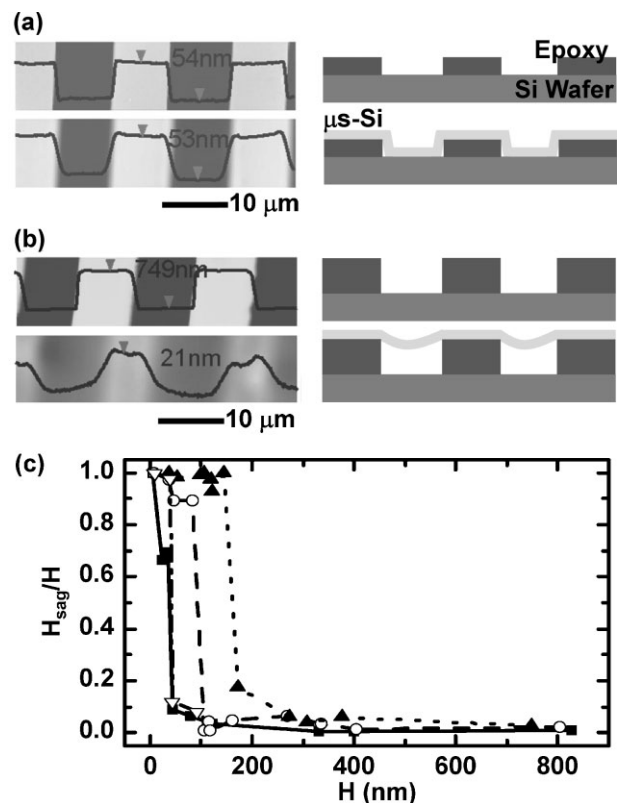 (a)
54nm
Epoxy
Si Wafer
53nm
μs-Si
10 μm
(b)
749nm
21nm
10 μm
(c)
1.0
0.8
0.6
0.4
0.2
0.0
H_sag/H
0 200 400 600 800
H (nm)